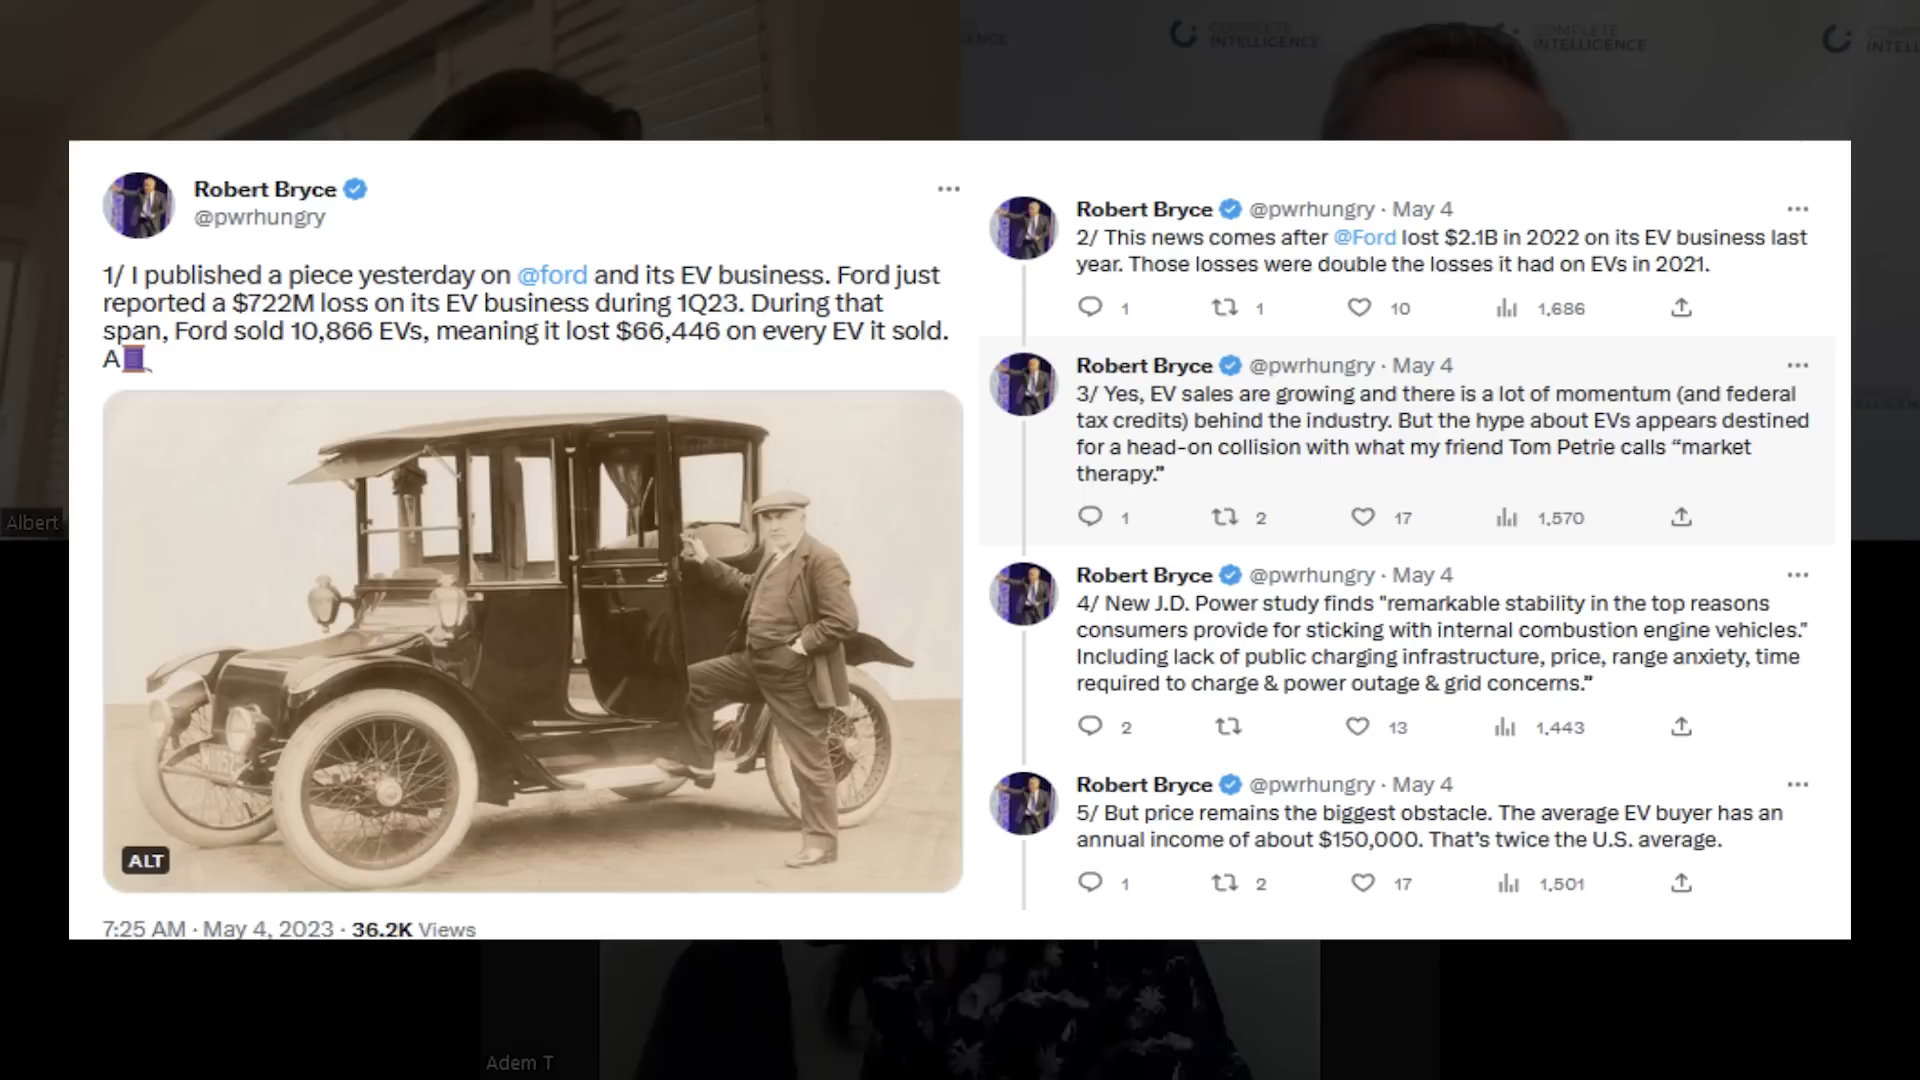 COMPLETE
INTELLIGENCE
COMPLETE
INTELLIGENCE
Robert Bryce
@pwrhungry
1/ I published a piece yesterday on @ford and its EV business. Ford just
reported a $722M loss on its EV business during 1Q23. During that
span, Ford sold 10,866 EVs, meaning it lost $66,446 on every EV it sold.
A🧵
ALT
7:25 AM · May 4, 2023 · 36.2K Views
Robert Bryce @pwrhungry · May 4
2/ This news comes after @Ford lost $2.1B in 2022 on its EV business last
year. Those losses were double the losses it had on EVs in 2021.
1 1 10 1,686
Robert Bryce @pwrhungry · May 4
3/ Yes, EV sales are growing and there is a lot of momentum (and federal
tax credits) behind the industry. But the hype about EVs appears destined
for a head-on collision with what my friend Tom Petrie calls “market
therapy.”
1 2 17 1,570
Robert Bryce @pwrhungry · May 4
4/ New J.D. Power study finds "remarkable stability in the top reasons
consumers provide for sticking with internal combustion engine vehicles."
Including lack of public charging infrastructure, price, range anxiety, time
required to charge & power outage & grid concerns.”
2 13 1,443
Robert Bryce @pwrhungry · May 4
5/ But price remains the biggest obstacle. The average EV buyer has an
annual income of about $150,000. That’s twice the U.S. average.
1 2 17 1,501
Albert
Adem T